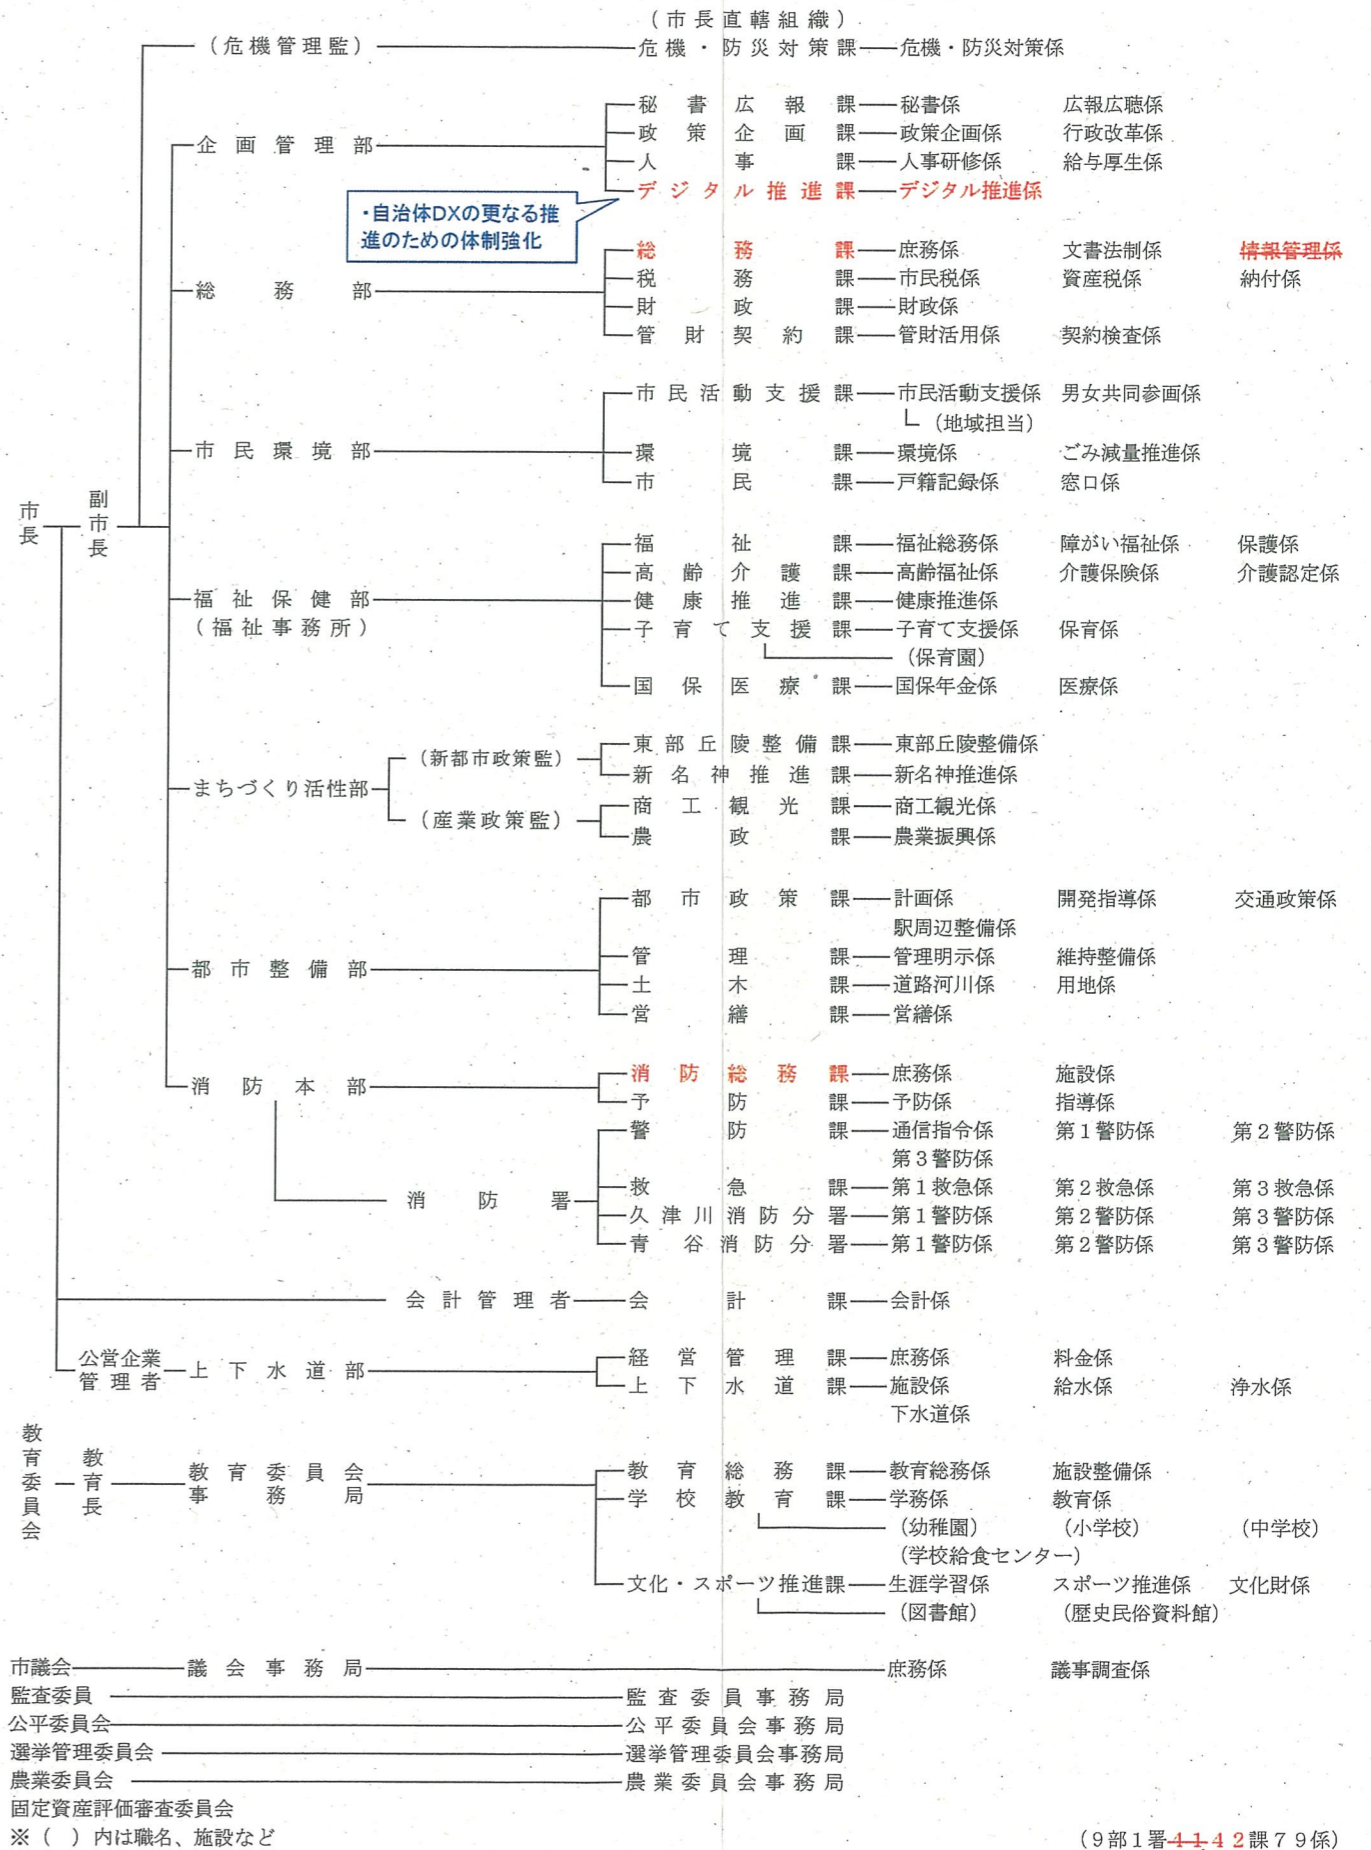 (市長直轄組織)
(危機管理監) 危機・防災対策課 危機・防災対策係
秘書広報課 秘書係 広報広聴係
企画管理部 政策企画課 政策企画係 行政改革係
人事課 人事研修係 給与厚生係
デジタル推進課 デジタル推進係
・自治体DXの更なる推
進のための体制強化
総務課 庶務係 文書法制係 情報管理係
総務部 税務課 市民税係 資産税係 納付係
財政課 財政係
管財契約課 管財活用係 契約検査係
市民活動支援課 市民活動支援係 男女共同参画係
(地域担当)
市民環境部 環境課 環境係 ごみ減量推進係
市民課 戸籍記録係 窓口係
市長 副市長
福祉課 福祉総務係 障がい福祉係 保護係
高齢介護課 高齢福祉係 介護保険係 介護認定係
福祉保健部 健康推進課 健康推進係
(福祉事務所) 子育て支援課 子育て支援係 保育係
(保育園)
国保医療課 国保年金係 医療係
(新都市政策監) 東部丘陵整備課 東部丘陵整備係
新名神推進課 新名神推進係
まちづくり活性部
(産業政策監) 商工観光課 商工観光係
農政課 農業振興係
都市政策課 計画係 開発指導係 交通政策係
駅周辺整備係
都市整備部 管理課 管理明示係 維持整備係
土木課 道路河川係 用地係
営繕課 営繕係
消防本部 消防総務課 庶務係 施設係
予防課 予防係 指導係
警防課 通信指令係 第1警防係 第2警防係
第3警防係
消防署 救急課 第1救急係 第2救急係 第3救急係
久津川消防分署 第1警防係 第2警防係 第3警防係
青谷消防分署 第1警防係 第2警防係 第3警防係
会計管理者 会計課 会計係
公営企業
管理者 上下水道部 経営管理課 庶務係 料金係
上下水道課 施設係 給水係 浄水係
下水道係
教育委員会 教育長 教育委員会
事務局 教育総務課 教育総務係 施設整備係
学校教育課 学務係 教育係
(幼稚園) (小学校) (中学校)
(学校給食センター)
文化・スポーツ推進課 生涯学習係 スポーツ推進係 文化財係
(図書館) (歴史民俗資料館)
市議会 議会事務局 庶務係 議事調査係
監査委員 監査委員事務局
公平委員会 公平委員会事務局
選挙管理委員会 選挙管理委員会事務局
農業委員会 農業委員会事務局
固定資産評価審査委員会
※( )内は職名、施設など
(9部1署41 42課79係)